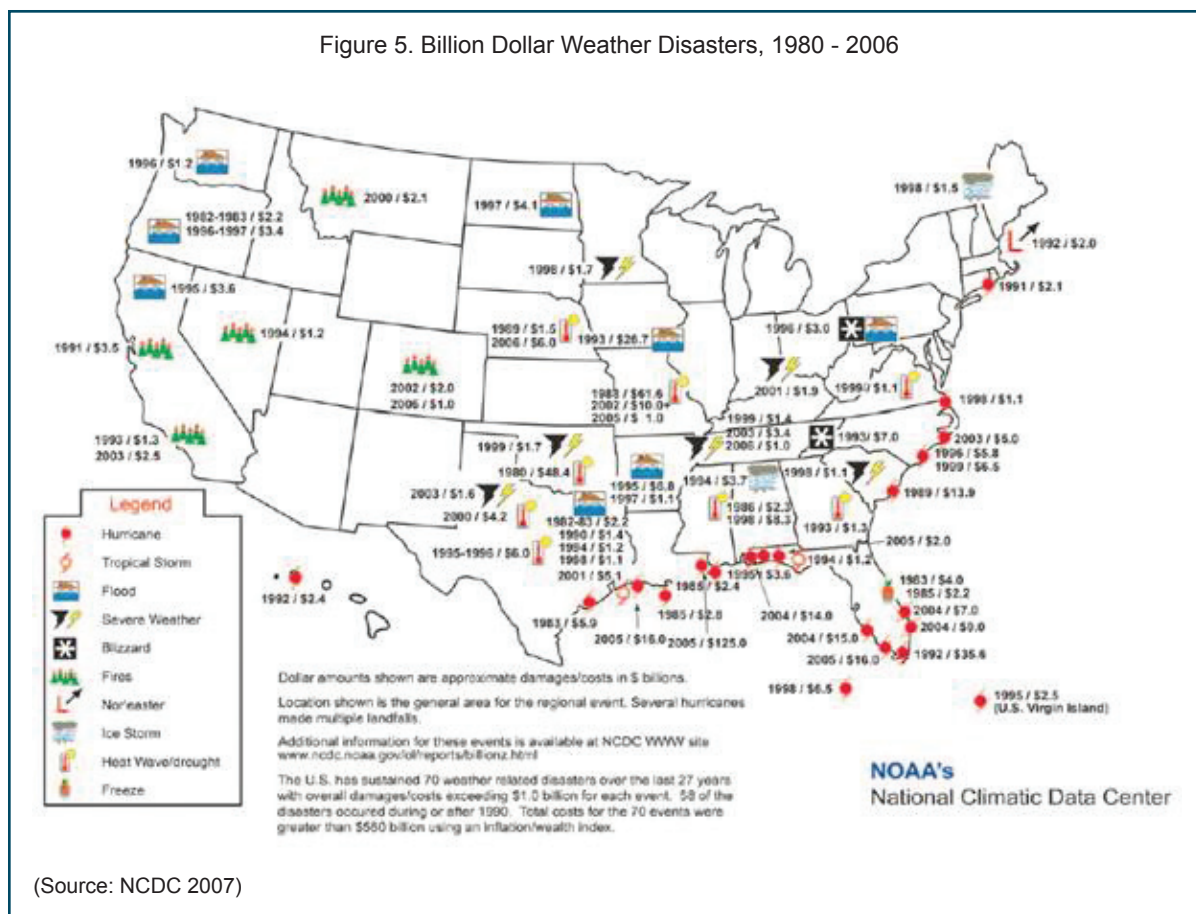 Figure 5. Billion Dollar Weather Disasters, 1980 - 2006
1996 / $1.2
2000 / $2.1
1997 / $4.1
1998 / $1.5
1982-1983 / $2.2
1996-1997 / $3.4
1992 / $2.0
1998 / $1.7
1991 / $2.1
1995 / $3.6
1994 / $1.2
1989 / $1.5
2006 / $6.0
1993 / $26.7
1996 / $3.0
1991 / $3.5
2002 / $2.0
2006 / $1.0
1988 / $61.6
2002 / $10.0+
2005 / $ 1.0
2001 / $1.9
1999 / $1.1
1998 / $1.1
1993 / $1.3
2003 / $2.5
1999 / $1.7
1999 / $1.4
2003 / $3.4
2006 / $1.0
1993 / $7.0
2003 / $5.0
1996 / $5.8
1999 / $6.5
1980 / $48.4
1995 / $6.8
1997 / $1.1
1994 / $3.7
1998 / $1.1
1989 / $13.9
2003 / $1.6
2000 / $4.2
1982-83 / $2.2
1990 / $1.4
1994 / $1.2
1998 / $1.1
2001 / $5.1
1986 / $2.3
1998 / $8.3
1993 / $1.3
1995-1996 / $6.0
2005 / $2.0
1994 / $1.2
1995 / $3.6
1985 / $2.4
1983 / $4.0
1985 / $2.2
2004 / $7.0
2004 / $9.0
1992 / $2.4
1983 / $5.9
1985 / $2.8
2004 / $14.0
2004 / $15.0
2005 / $16.0
2005 / $125.0
2005 / $16.0
1992 / $35.6
1998 / $6.5
1995 / $2.5
(U.S. Virgin Island)
Legend
Hurricane
Tropical Storm
Flood
Severe Weather
Blizzard
Fires
Nor'easter
Ice Storm
Heat Wave/drought
Freeze
Dollar amounts shown are approximate damages/costs in $ billions.
Location shown is the general area for the regional event. Several hurricanes
made multiple landfalls.
Additional information for these events is available at NCDC WWW site
www.ncdc.noaa.gov/ol/reports/billionz.html
The U.S. has sustained 70 weather related disasters over the last 27 years
with overall damages/costs exceeding $1.0 billion for each event. 58 of the
disasters occured during or after 1990. Total costs for the 70 events were
greater than $560 billion using an inflation/wealth index.
NOAA's
National Climatic Data Center
(Source: NCDC 2007)